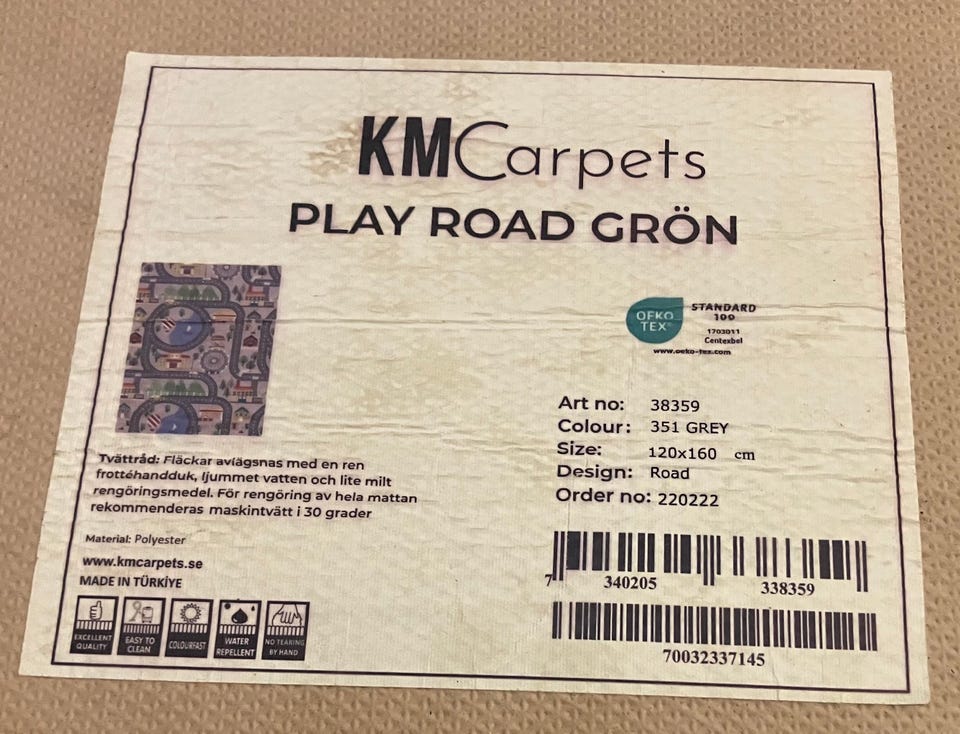 KMCarpets
PLAY ROAD GRÖN
OEKO
TEX®
STANDARD
100
1703011
Centexbel
www.oeko-tex.com
Art no: 38359
Colour: 351 GREY
Size: 120x160 cm
Design: Road
Order no: 220222
Tvättråd: Fläckar avlägsnas med en ren
frottéhandduk, ljummet vatten och lite milt
rengöringsmedel. För rengöring av hela mattan
rekommenderas maskintvätt i 30 grader
Material: Polyester
www.kmcarpets.se
MADE IN TÜRKİYE
EXCELLENT
QUALITY
EASY TO
CLEAN
COLOURFAST
WATER
REPELLENT
NO TEARING
BY HAND
7 340205 338359
70032337145